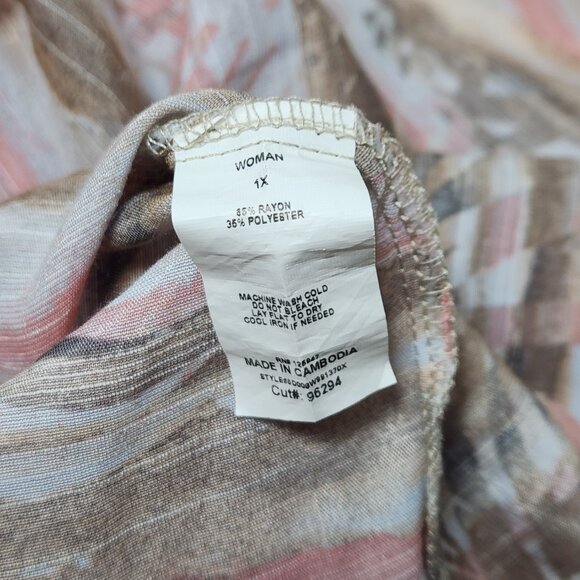 WOMAN
1X
65% RAYON
35% POLYESTER
MACHINE WASH COLD
DO NOT BLEACH
LAY FLAT TO DRY
COOL IRON IF NEEDED
RN#
MADE IN CAMBODIA
Cut#: 96294